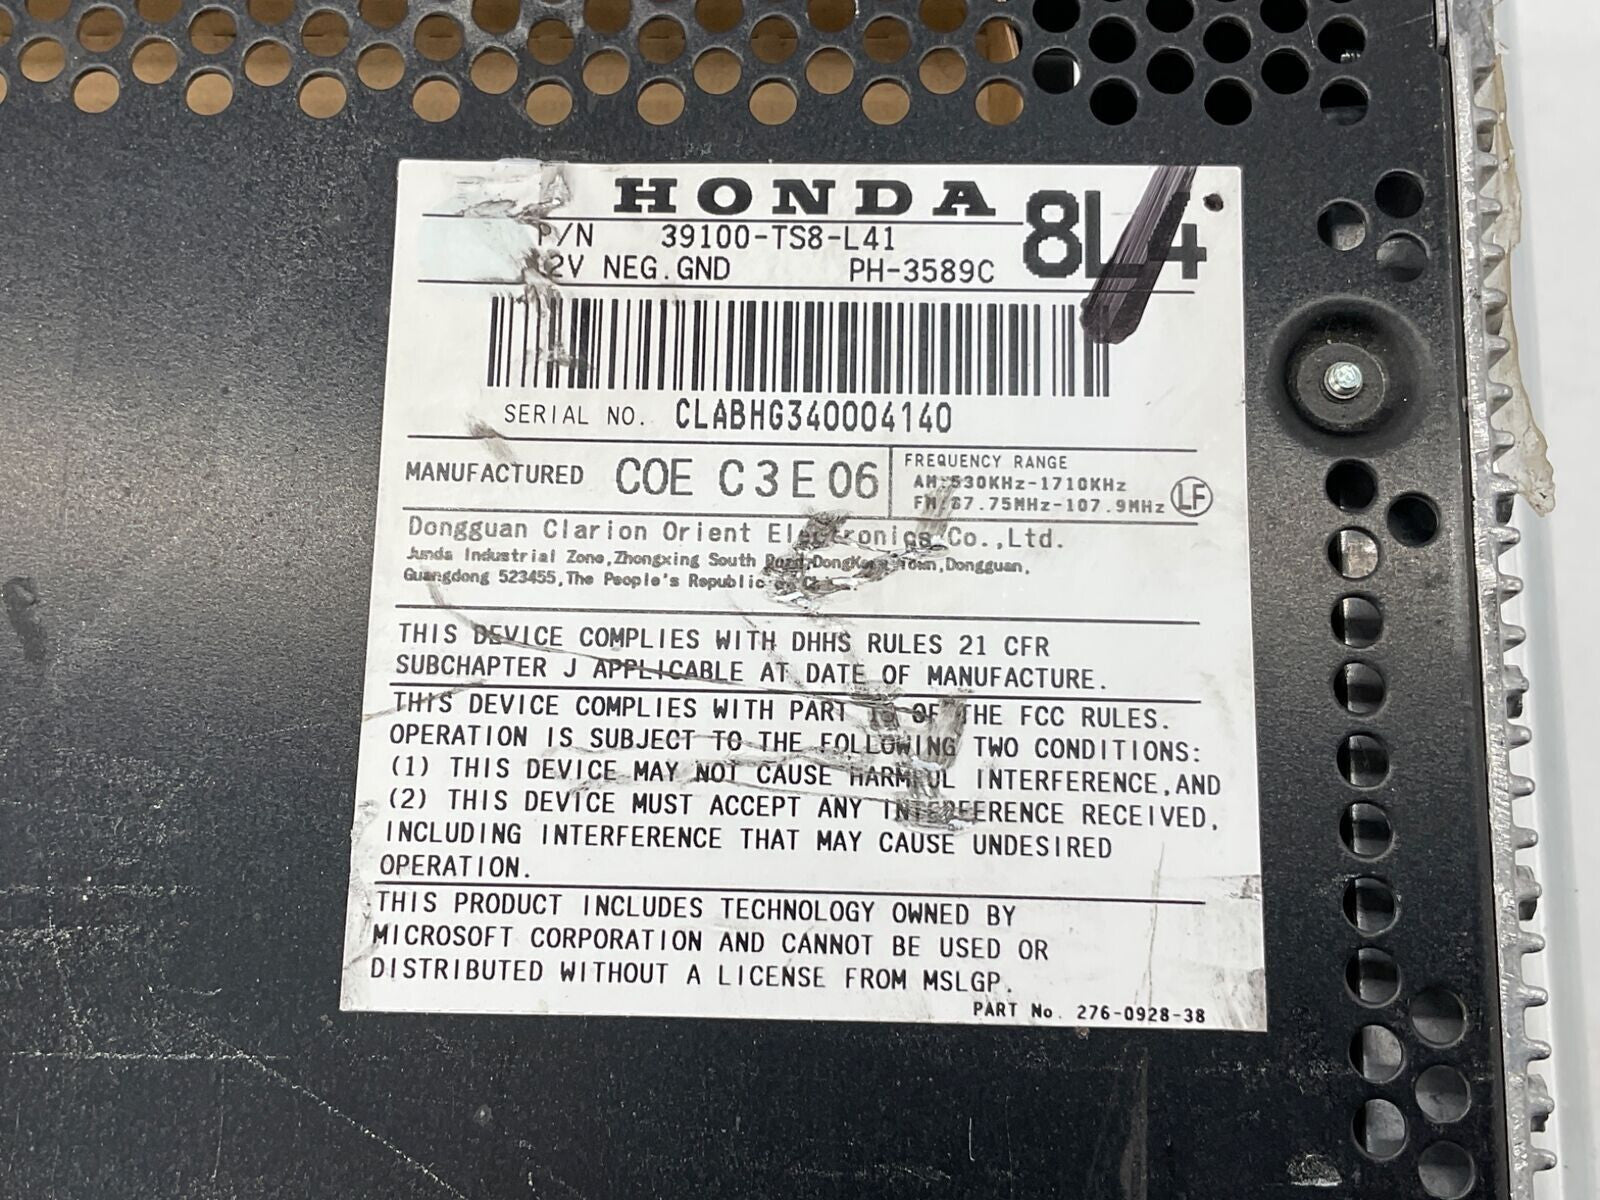 HONDA
8L4
P/N 39100-TS8-L41
2V NEG.GND PH-3589C
SERIAL NO. CLABHG340004140
MANUFACTURED COE C3E06
FREQUENCY RANGE
AM:530KHz-1710KHz
FM:87.75MHz-107.9MHz
LF
Dongguan Clarion Orient Electronics Co.,Ltd.
Junda Industrial Zone,Zhongxing South Road, Town,Dongguan,
Guangdong 523455,The People's Republic
THIS DEVICE COMPLIES WITH DHHS RULES 21 CFR
SUBCHAPTER J APPLICABLE AT DATE OF MANUFACTURE.
THIS DEVICE COMPLIES WITH PART 15 OF THE FCC RULES.
OPERATION IS SUBJECT TO THE FOLLOWING TWO CONDITIONS:
(1) THIS DEVICE MAY NOT CAUSE HARMFUL INTERFERENCE,AND
(2) THIS DEVICE MUST ACCEPT ANY INTERFERENCE RECEIVED,
INCLUDING INTERFERENCE THAT MAY CAUSE UNDESIRED
OPERATION.
THIS PRODUCT INCLUDES TECHNOLOGY OWNED BY
MICROSOFT CORPORATION AND CANNOT BE USED OR
DISTRIBUTED WITHOUT A LICENSE FROM MSLGP.
PART No. 276-0928-38